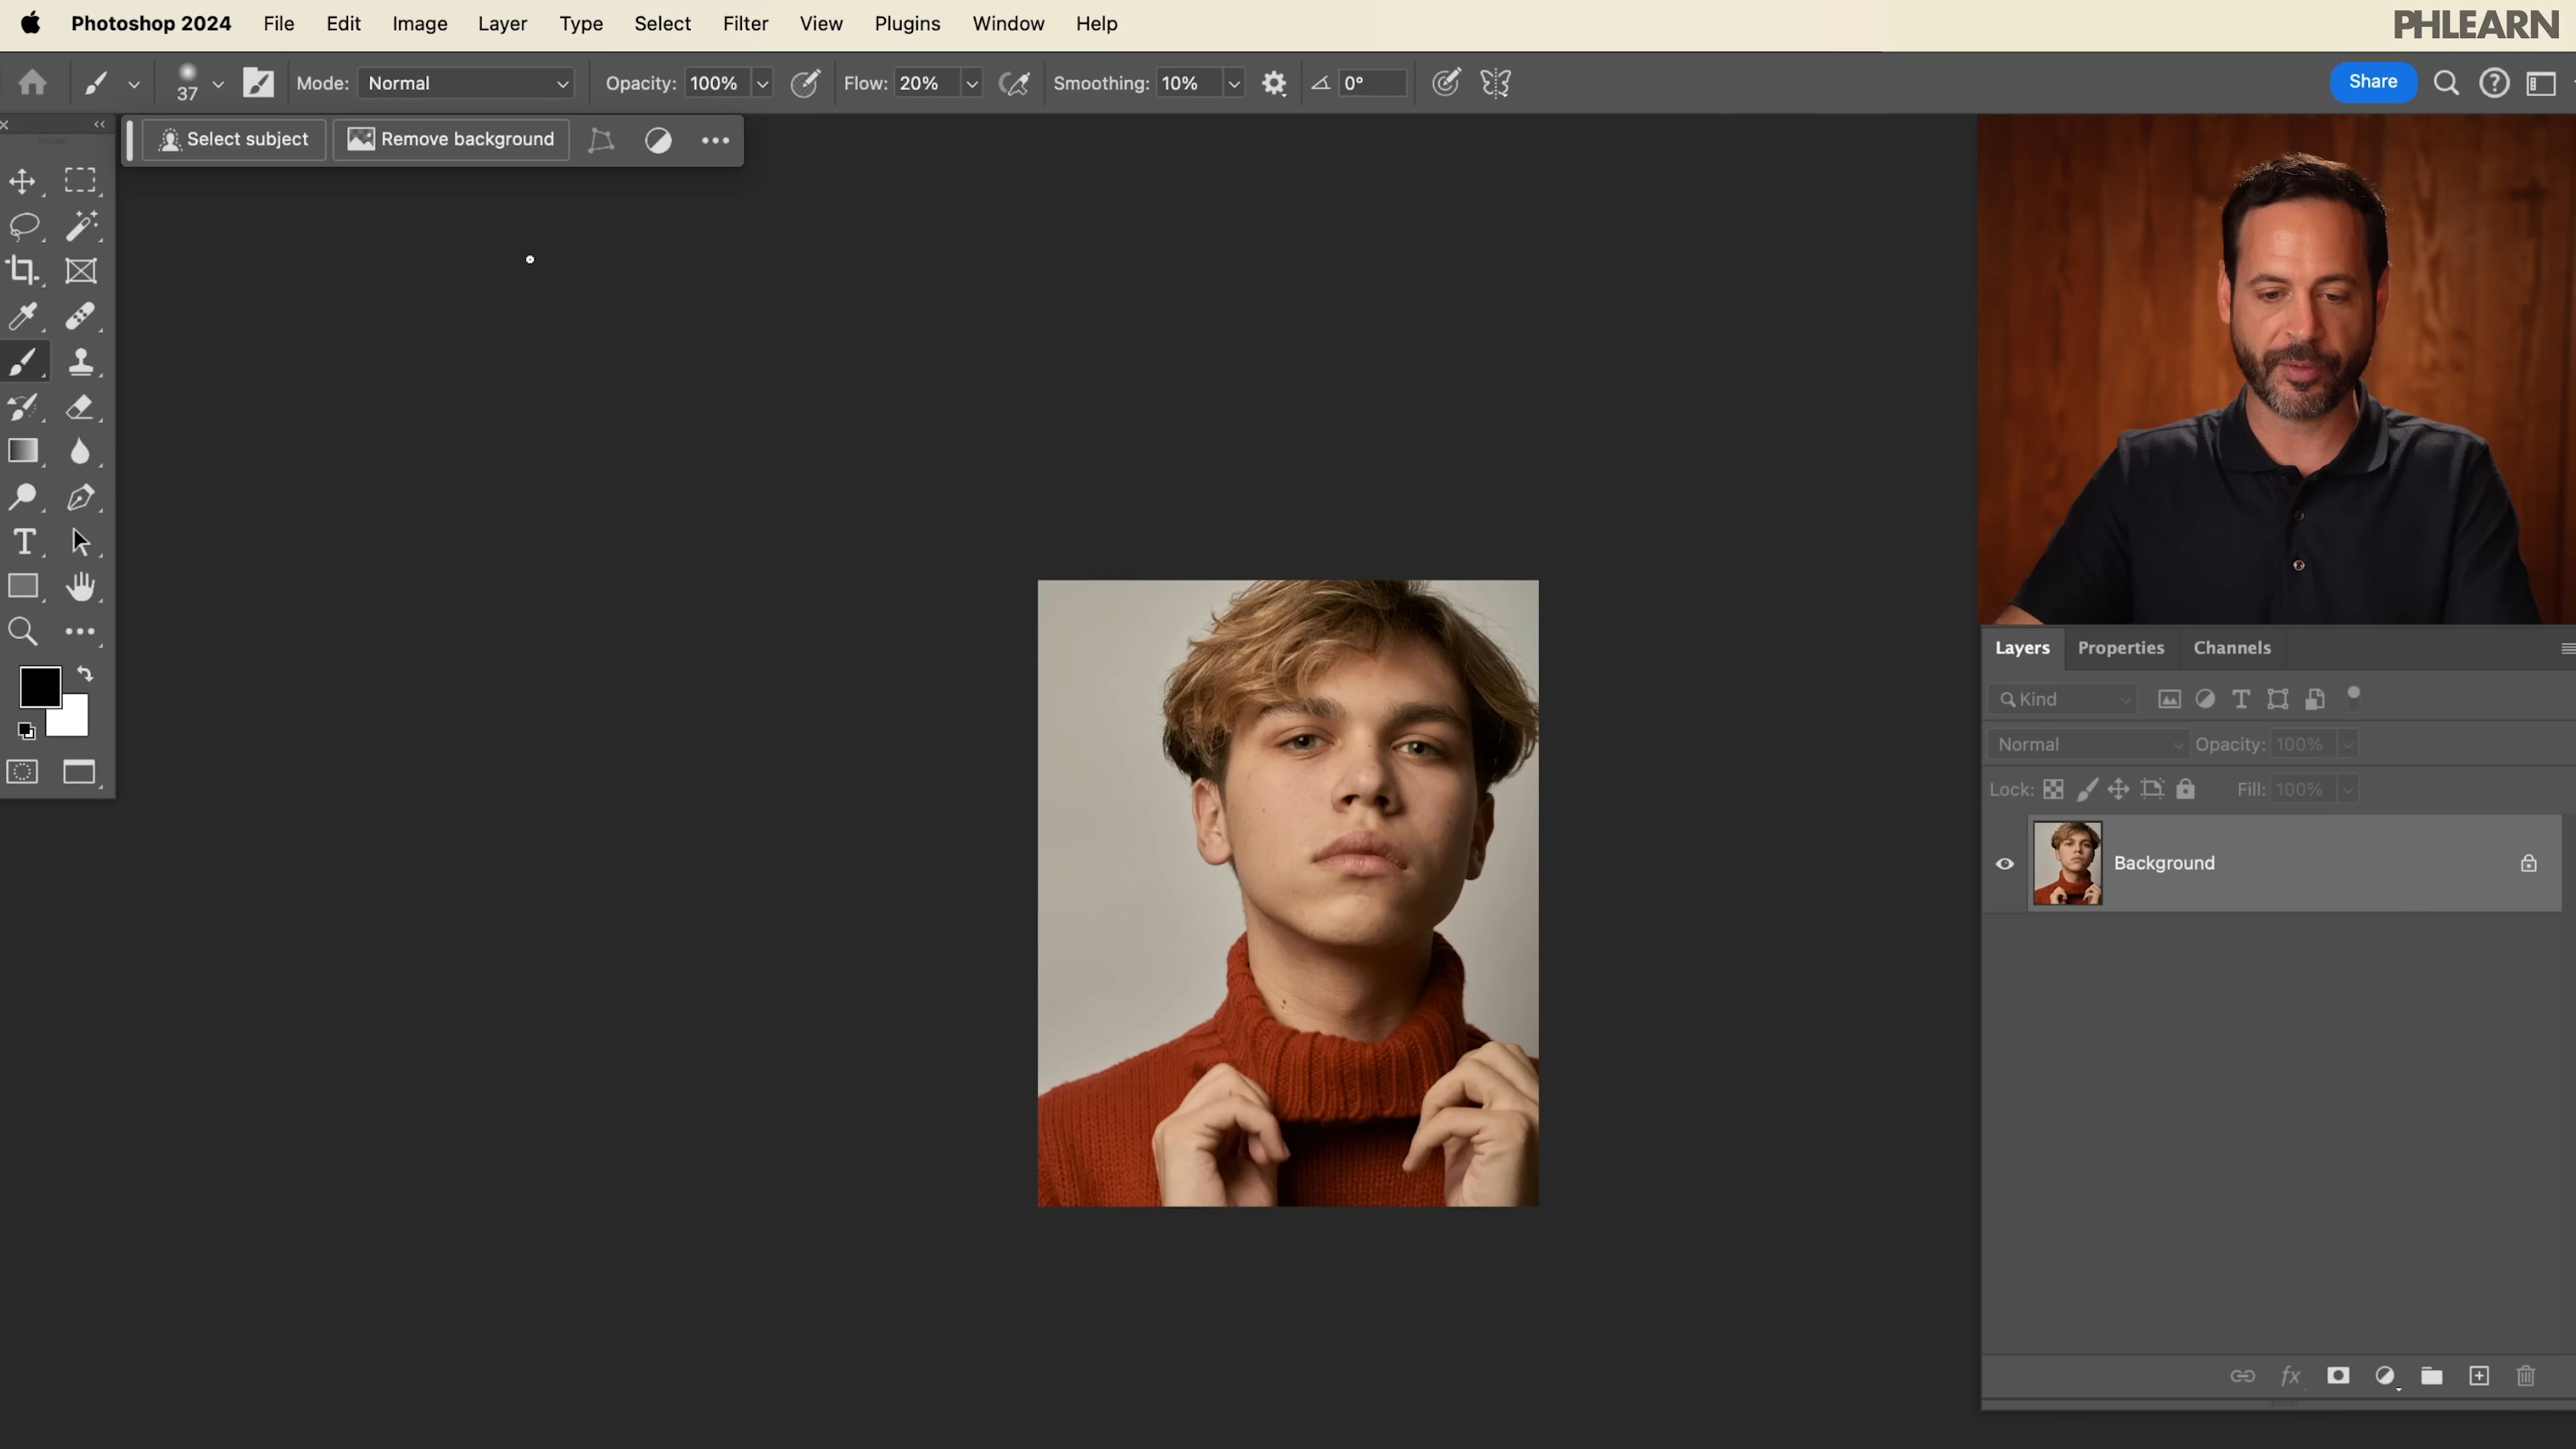 Photoshop 2024 File Edit Image Layer Type Select Filter View Plugins Window Help
PHLEARN
37 Mode: Normal Opacity: 100% Flow: 20% Smoothing: 10% 0° Share
Select subject Remove background
Layers Properties Channels
Kind
Normal Opacity: 100%
Lock: Fill: 100%
Background
fx